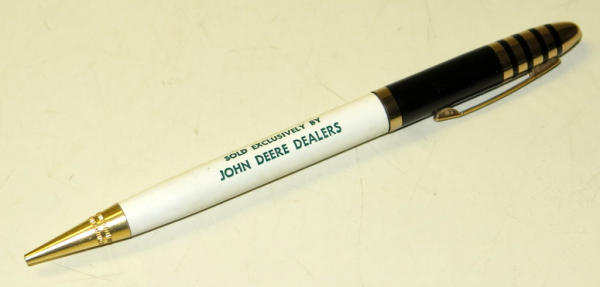 SOLD EXCLUSIVELY BY
JOHN DEERE DEALERS